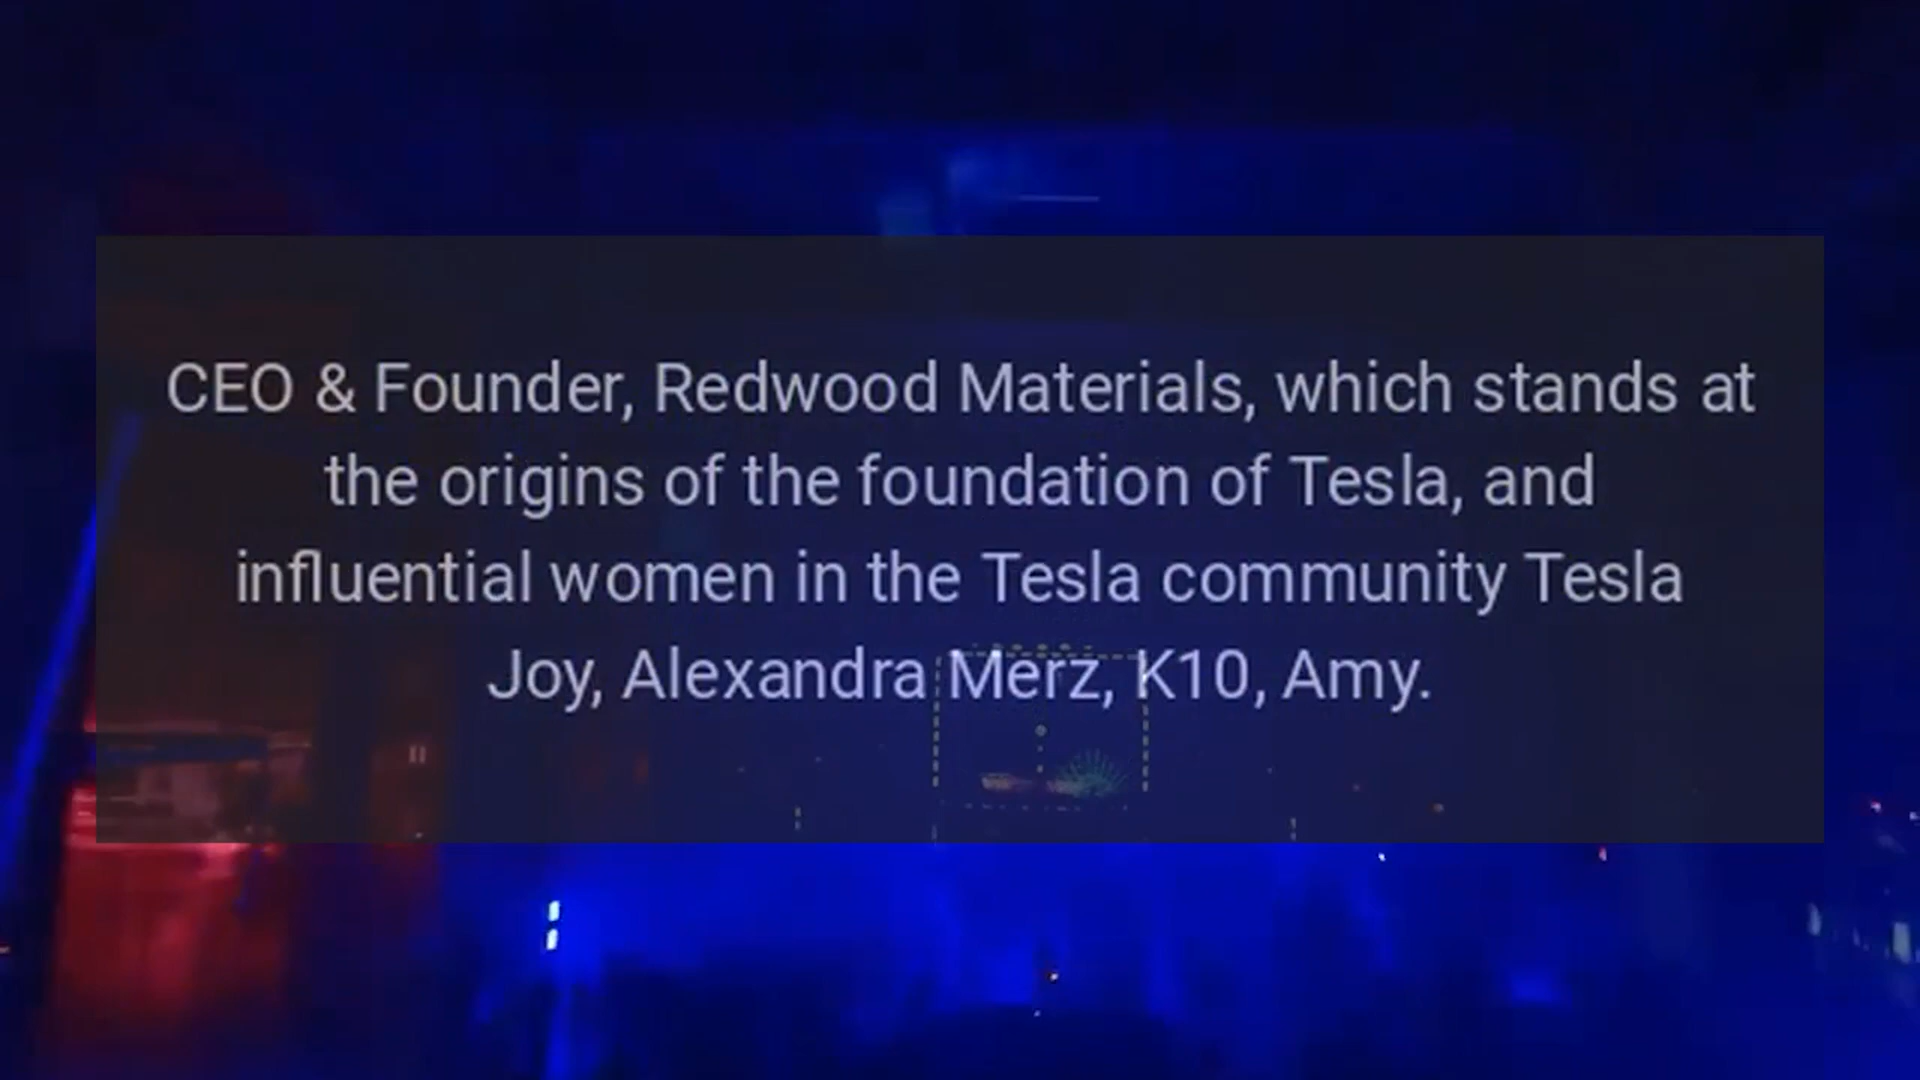 CEO & Founder, Redwood Materials, which stands at
the origins of the foundation of Tesla, and
influential women in the Tesla community Tesla
Joy, Alexandra Merz, K10, Amy.